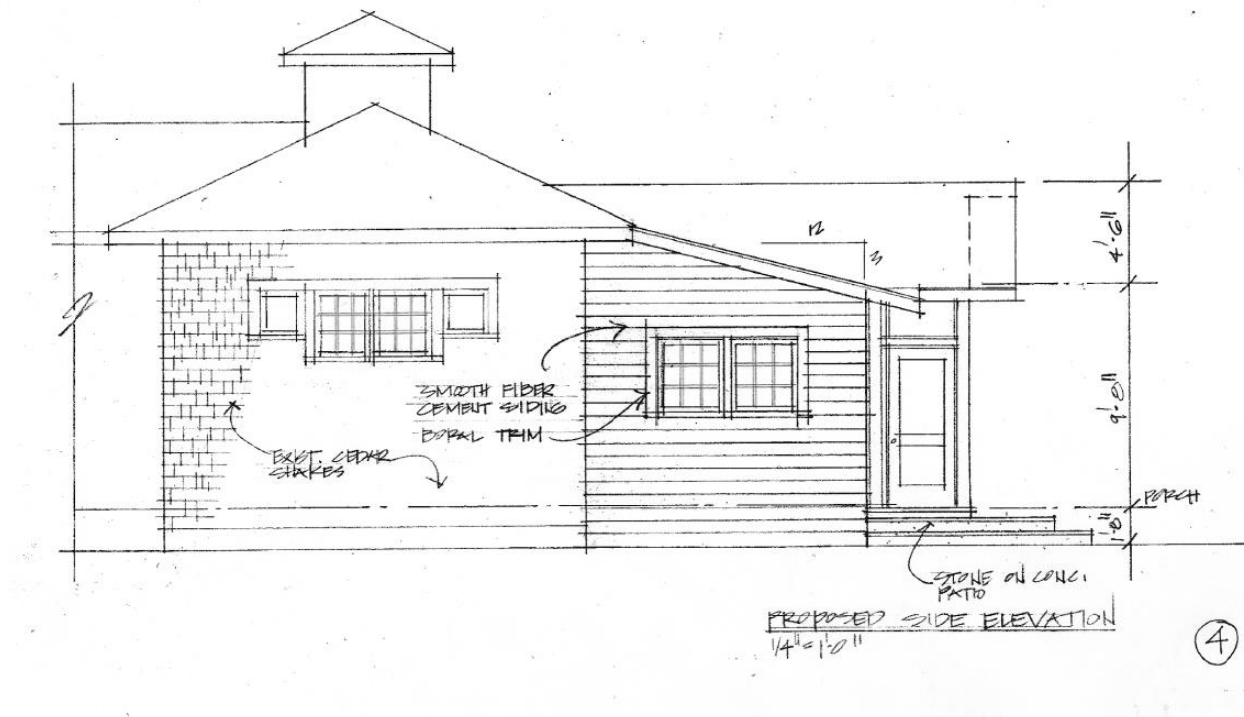 12
3
4'-6"
9'-0"
SMOOTH FIBER
CEMENT SIDING
BORAL TRIM
EXIST. CEDAR
SHAKES
PORCH
1'-0"
STONE ON CONC.
PATIO
PROPOSED SIDE ELEVATION
1/4" = 1'-0"
4